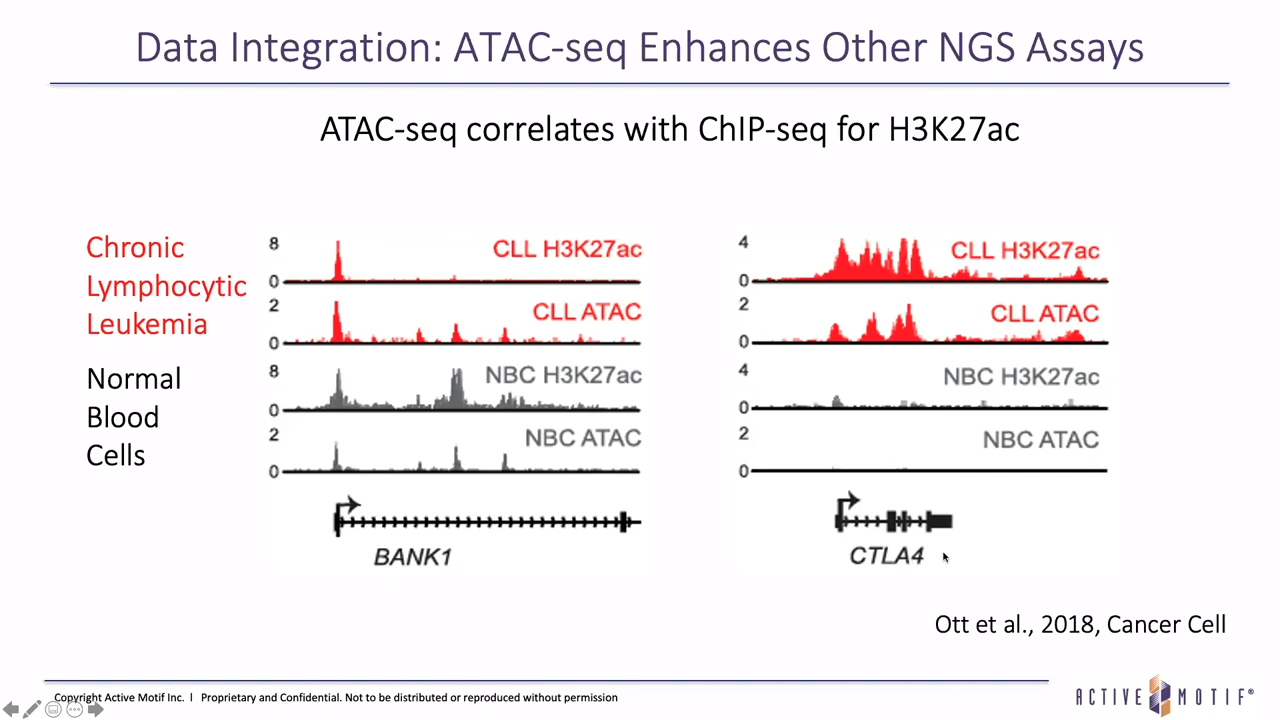 Data Integration: ATAC-seq Enhances Other NGS Assays
ATAC-seq correlates with ChIP-seq for H3K27ac
Chronic
Lymphocytic
Leukemia
Normal
Blood
Cells
8
CLL H3K27ac
0
2
CLL ATAC
0
8
NBC H3K27ac
0
2
NBC ATAC
0
BANK1
4
CLL H3K27ac
0
2
CLL ATAC
0
4
NBC H3K27ac
0
2
NBC ATAC
0
CTLA4
Ott et al., 2018, Cancer Cell
Copyright Active Motif Inc. I Proprietary and Confidential. Not to be distributed or reproduced without permission
ACTIVE MOTIF®